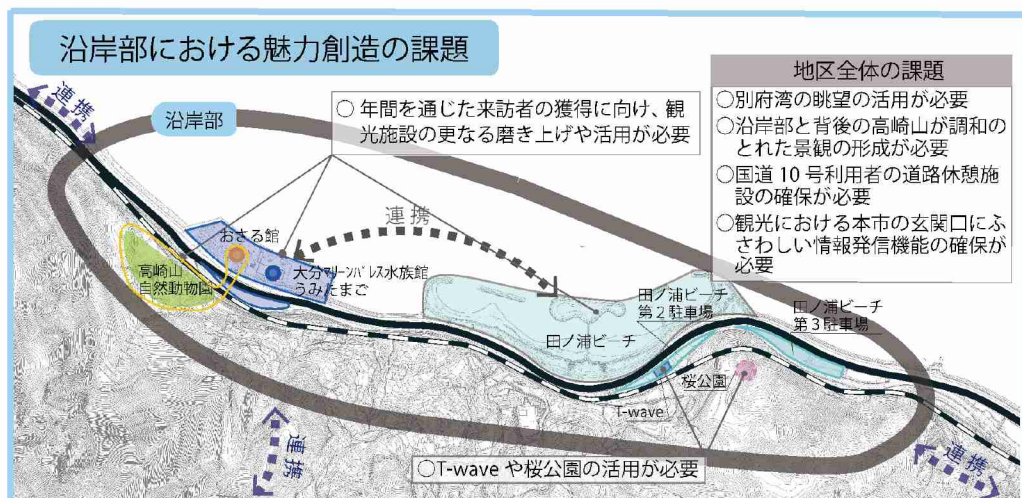 沿岸部における魅力創造の課題
連携
沿岸部
○ 年間を通じた来訪者の獲得に向け、観
光施設の更なる磨き上げや活用が必要
地区全体の課題
○別府湾の眺望の活用が必要
○沿岸部と背後の高崎山が調和の
とれた景観の形成が必要
○国道10号利用者の道路休憩施
設の確保が必要
○観光における本市の玄関口にふ
さわしい情報発信機能の確保が
必要
連携
おさる館
高崎山
自然動物園
大分マリーンパレス水族館
うみたまご
田ノ浦ビーチ
第2駐車場
田ノ浦ビーチ
第3駐車場
田ノ浦ビーチ
桜公園
T-wave
連携
連携
○T-waveや桜公園の活用が必要